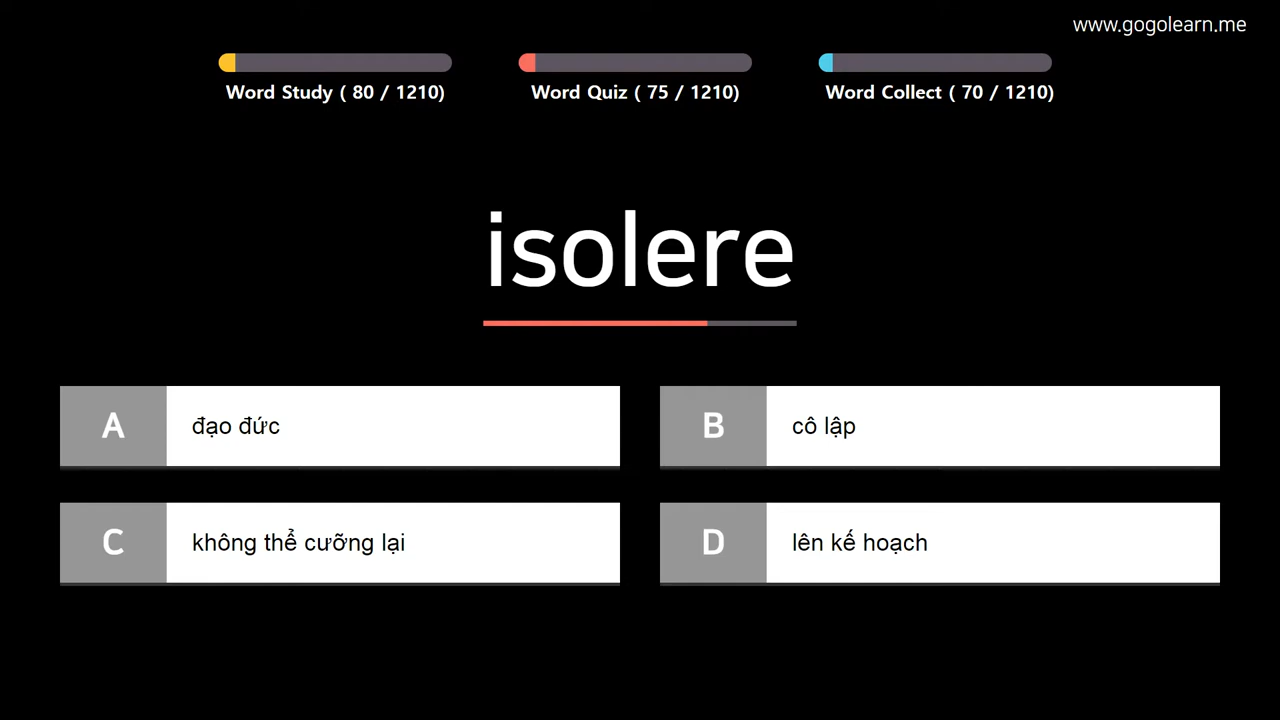 www.gogolearn.me
Word Study ( 80 / 1210)
Word Quiz ( 75 / 1210)
Word Collect ( 70 / 1210)
isolere
A
đạo đức
B
cô lập
C
không thể cưỡng lại
D
lên kế hoạch